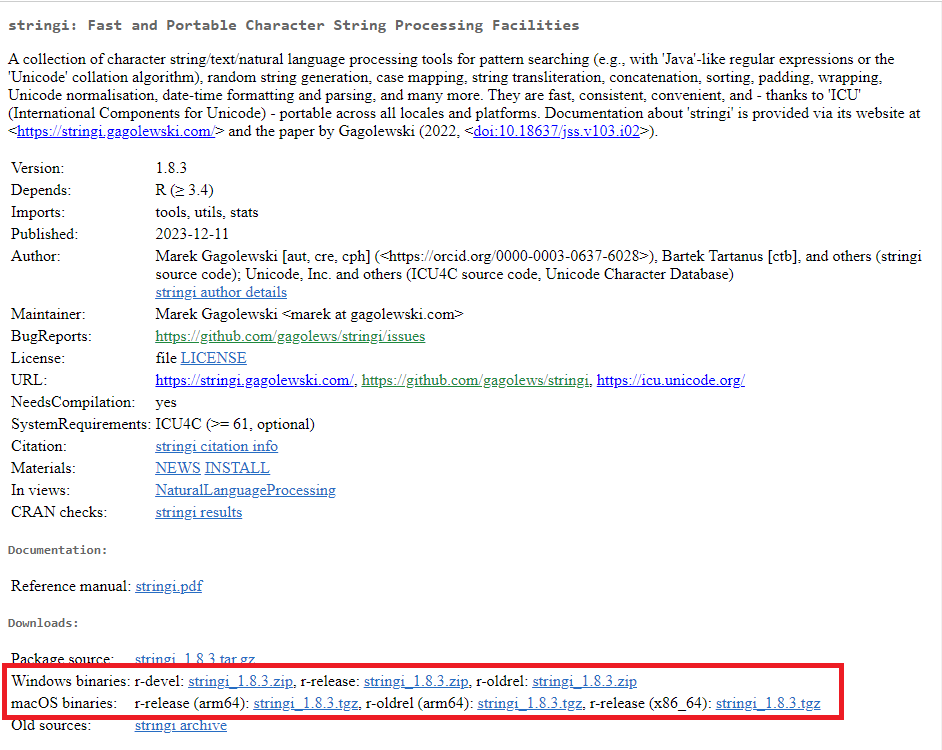 stringi: Fast and Portable Character String Processing Facilities
A collection of character string/text/natural language processing tools for pattern searching (e.g., with 'Java'-like regular expressions or the
'Unicode' collation algorithm), random string generation, case mapping, string transliteration, concatenation, sorting, padding, wrapping,
Unicode normalisation, date-time formatting and parsing, and many more. They are fast, consistent, convenient, and - thanks to 'ICU'
(International Components for Unicode) - portable across all locales and platforms. Documentation about 'stringi' is provided via its website at
<https://stringi.gagolewski.com/> and the paper by Gagolewski (2022, <doi:10.18637/jss.v103.i02>).
Version: 1.8.3
Depends: R (≥ 3.4)
Imports: tools, utils, stats
Published: 2023-12-11
Author: Marek Gagolewski [aut, cre, cph] (<https://orcid.org/0000-0003-0637-6028>), Bartek Tartanus [ctb], and others (stringi
source code); Unicode, Inc. and others (ICU4C source code, Unicode Character Database)
stringi author details
Maintainer: Marek Gagolewski <marek at gagolewski.com>
BugReports: https://github.com/gagolews/stringi/issues
License: file LICENSE
URL: https://stringi.gagolewski.com/, https://github.com/gagolews/stringi, https://icu.unicode.org/
NeedsCompilation: yes
SystemRequirements: ICU4C (>= 61, optional)
Citation: stringi citation info
Materials: NEWS INSTALL
In views: NaturalLanguageProcessing
CRAN checks: stringi results
Documentation:
Reference manual: stringi.pdf
Downloads:
Package source: stringi_1.8.3.tar.gz
Windows binaries: r-devel: stringi_1.8.3.zip, r-release: stringi_1.8.3.zip, r-oldrel: stringi_1.8.3.zip
macOS binaries: r-release (arm64): stringi_1.8.3.tgz, r-oldrel (arm64): stringi_1.8.3.tgz, r-release (x86_64): stringi_1.8.3.tgz
Old sources: stringi archive